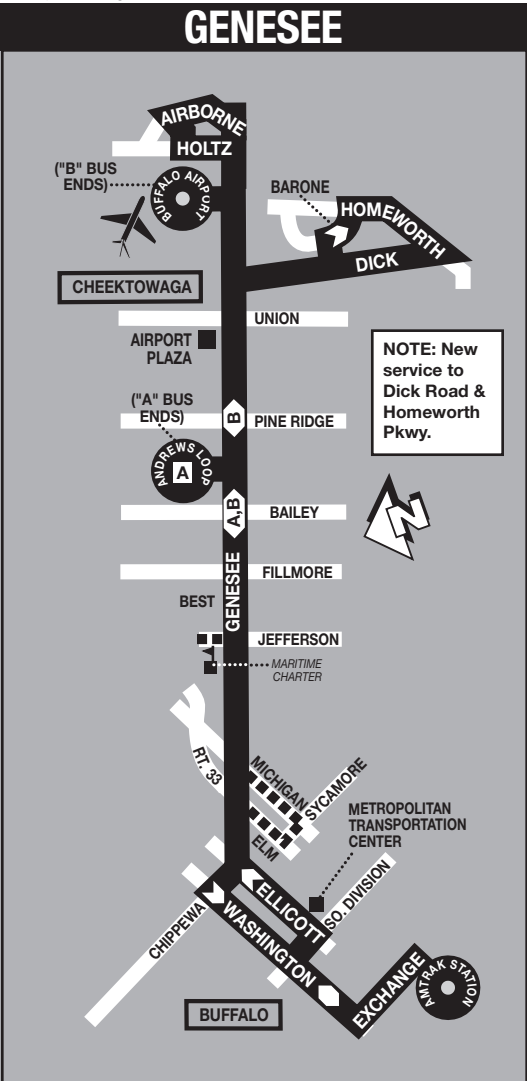 GENESEE
AIRBORNE
HOLTZ
("B" BUS
ENDS)
BUFFALO AIRPORT
BARONE
HOMEWORTH
DICK
CHEEKTOWAGA
UNION
AIRPORT
PLAZA
NOTE: New
service to
Dick Road &
Homeworth
Pkwy.
("A" BUS
ENDS)
B
PINE RIDGE
ANDREWS LOOP
A
A,B
BAILEY
N
FILLMORE
BEST
GENESEE
JEFFERSON
MARITIME
CHARTER
RT. 33
MICHIGAN
SYCAMORE
ELM
METROPOLITAN
TRANSPORTATION
CENTER
ELLICOTT
SO. DIVISION
CHIPPEWA
WASHINGTON
EXCHANGE
AMTRAK STATION
BUFFALO